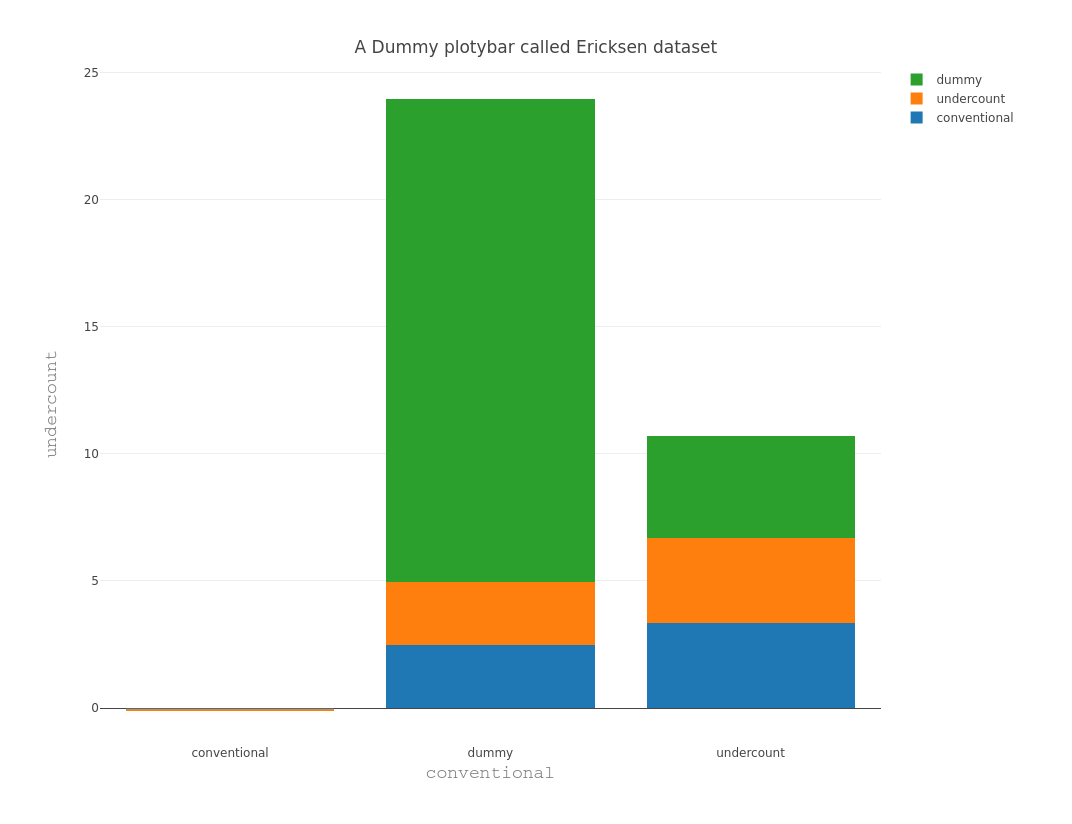 A Dummy plotybar called Ericksen dataset
dummy
undercount
conventional
25
20
15
10
5
0
undercount
conventional
dummy
undercount
conventional